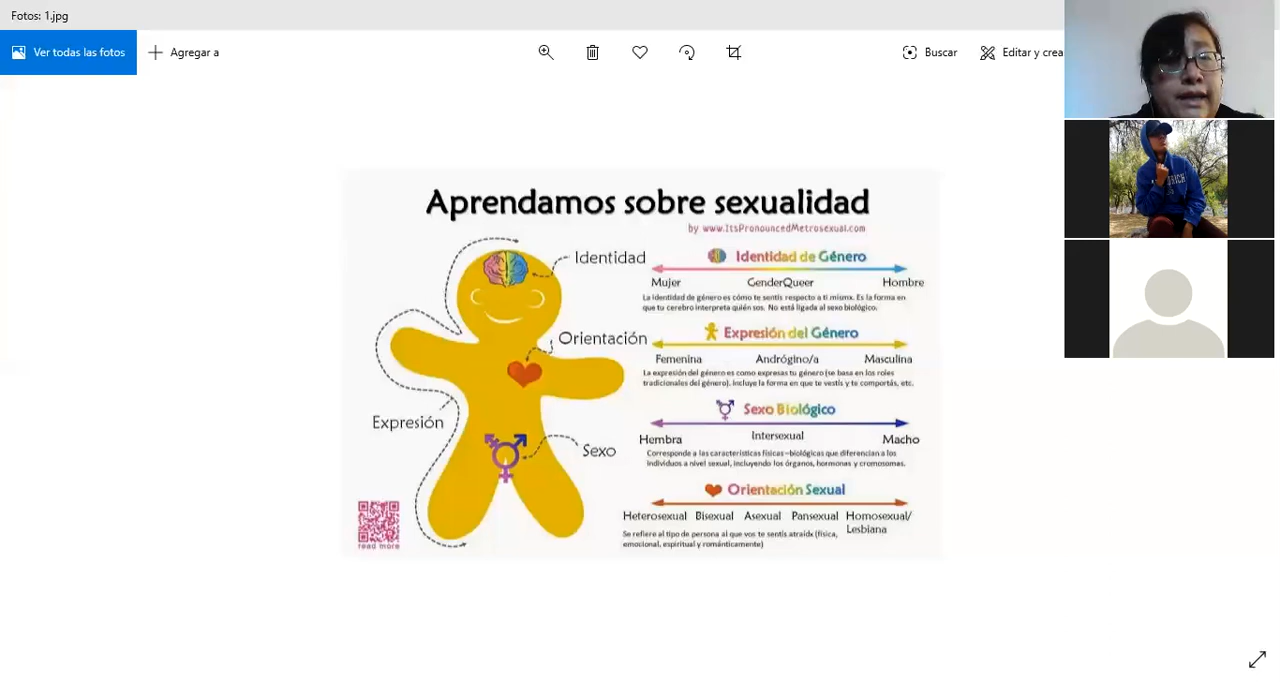 Fotos: 1.jpg
Ver todas las fotos
Agregar a
Buscar
Editar y crea
Aprendamos sobre sexualidad
by www.ItsPronouncedMetrosexual.com
Identidad
Orientación
Expresión
Sexo
read more
Identidad de Género
Mujer GenderQueer Hombre
La identidad de género es cómo te sentís respecto a ti mismx. Es la forma en
que tu cerebro interpreta quién sos. No está ligada al sexo biológico.
Expresión del Género
Femenina Andrógino/a Masculina
La expresión del género es como expresas tu género (se basa en los roles
tradicionales del género). Incluye la forma en que te vestís y te comportás, etc.
Sexo Biológico
Hembra Intersexual Macho
Corresponde a las características físicas-biológicas que diferencian a los
individuos a nivel sexual, incluyendo los órganos, hormonas y cromosomas.
Orientación Sexual
Heterosexual Bisexual Asexual Pansexual Homosexual/
Lesbiana
Se refiere al tipo de persona al que vos te sentís atraídx (física,
emocional, espiritual y románticamente)